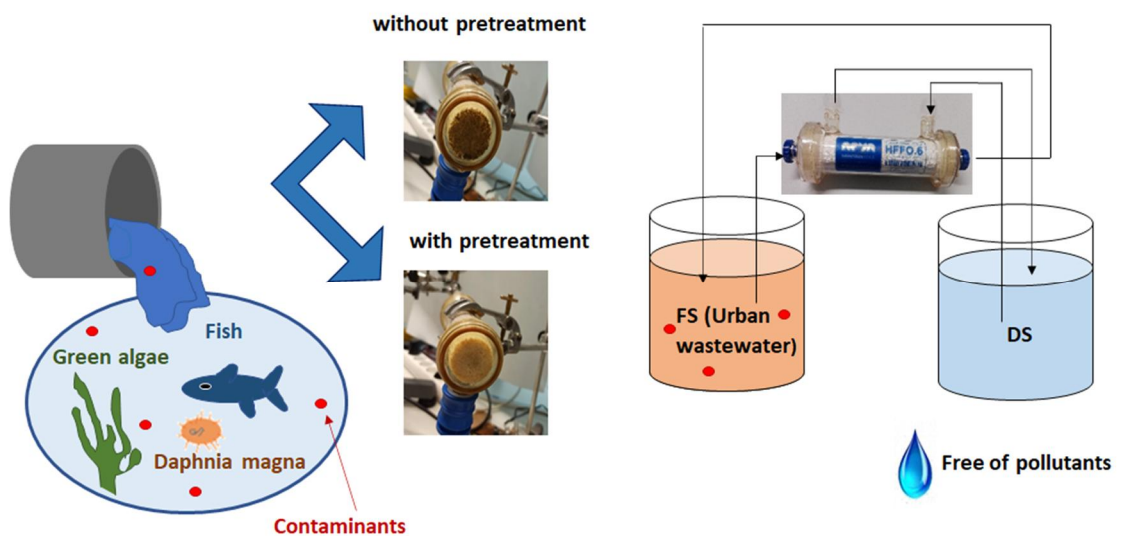 without pretreatment
with pretreatment
Fish
Green algae
Daphnia magna
Contaminants
HFFO.6
FS (Urban
wastewater)
DS
Free of pollutants